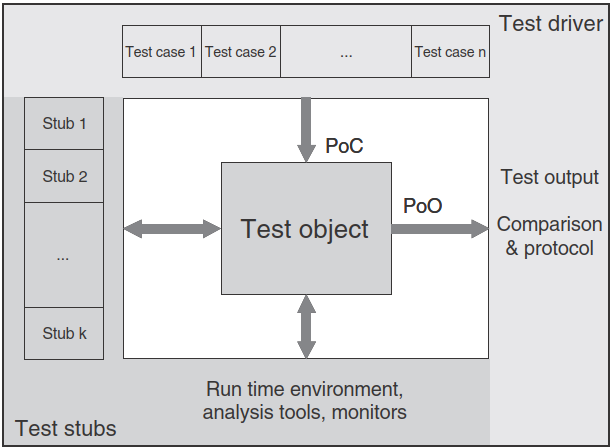 Test driver
Test case 1
Test case 2
...
Test case n
Stub 1
Stub 2
...
Stub k
PoC
Test object
PoO
Test output
Comparison
& protocol
Run time environment,
analysis tools, monitors
Test stubs